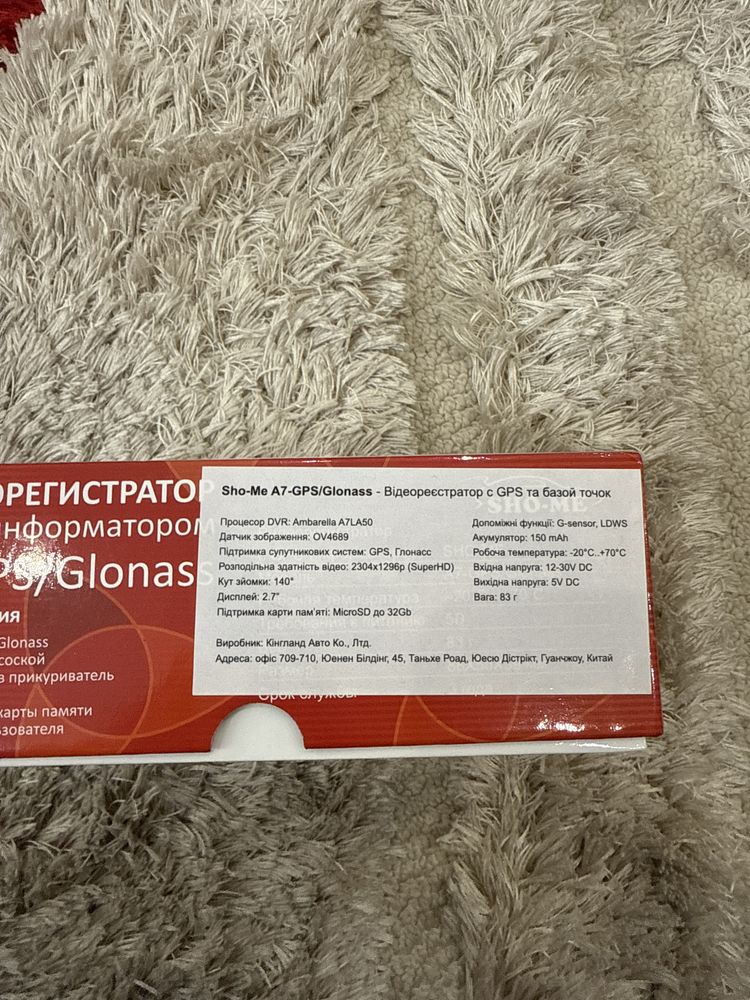 ОРЕГИСТРАТОР
нформатором
PS/Glonass
ия
Glonass
соской
в прикуриватель
карты памяти
зователя
Sho-Me A7-GPS/Glonass - Відеореєстратор с GPS та базой точок
SHO-ME
Процесор DVR: Ambarella A7LA50
Датчик зображення: OV4689
Підтримка супутникових систем: GPS, Глонасс
Розподільна здатність відео: 2304x1296p (SuperHD)
Кут зйомки: 140°
Дисплей: 2.7"
Підтримка карти пам'яті: MicroSD до 32Gb
Допоміжні функції: G-sensor, LDWS
Акумулятор: 150 mAh
Робоча температура: -20°C..+70°C
Вхідна напруга: 12-30V DC
Вихідна напруга: 5V DC
Вага: 83 г
Виробник: Кінгланд Авто Ко., Лтд.
Адреса: офіс 709-710, Юенен Білдінг, 45, Таньхе Роад, Юесю Дістрікт, Гуанчжоу, Китай
Срок службы